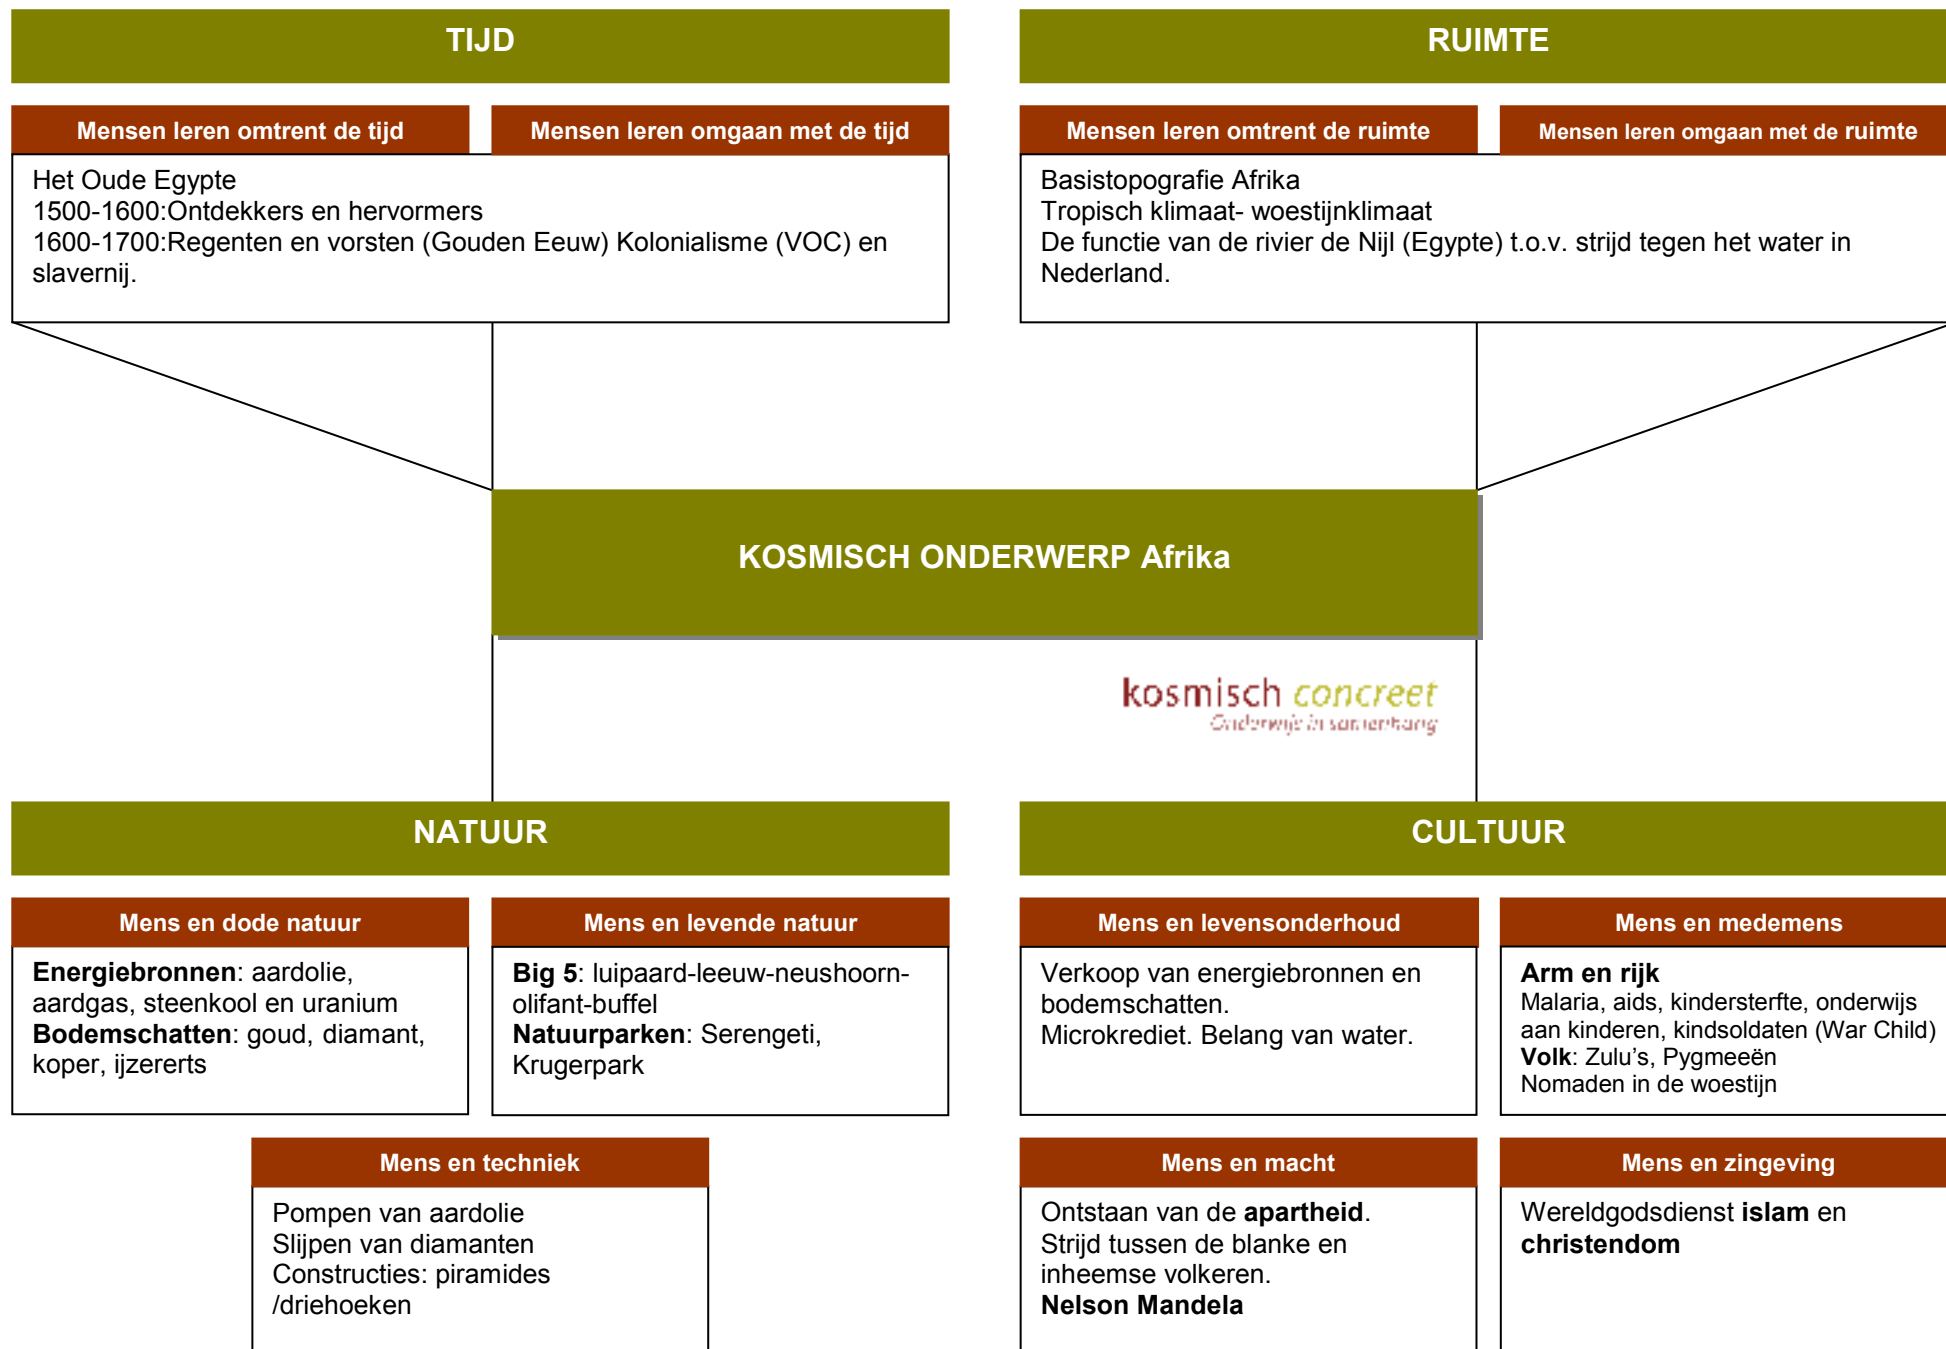 TIJD
Mensen leren omtrent de tijd
Mensen leren omgaan met de tijd
Het Oude Egypte
1500-1600:Ontdekkers en hervormers
1600-1700:Regenten en vorsten (Gouden Eeuw) Kolonialisme (VOC) en
slavernij.
RUIMTE
Mensen leren omtrent de ruimte
Mensen leren omgaan met de ruimte
Basistopografie Afrika
Tropisch klimaat- woestijnklimaat
De functie van de rivier de Nijl (Egypte) t.o.v. strijd tegen het water in
Nederland.
KOSMISCH ONDERWERP Afrika
kosmisch concreet
Onderwijs in samenhang
NATUUR
Mens en dode natuur
Energiebronnen: aardolie,
aardgas, steenkool en uranium
Bodemschatten: goud, diamant,
koper, ijzererts
Mens en levende natuur
Big 5: luipaard-leeuw-neushoorn-
olifant-buffel
Natuurparken: Serengeti,
Krugerpark
Mens en techniek
Pompen van aardolie
Slijpen van diamanten
Constructies: piramides
/driehoeken
CULTUUR
Mens en levensonderhoud
Verkoop van energiebronnen en
bodemschatten.
Microkrediet. Belang van water.
Mens en medemens
Arm en rijk
Malaria, aids, kindersterfte, onderwijs
aan kinderen, kindsoldaten (War Child)
Volk: Zulu’s, Pygmeeën
Nomaden in de woestijn
Mens en macht
Ontstaan van de apartheid.
Strijd tussen de blanke en
inheemse volkeren.
Nelson Mandela
Mens en zingeving
Wereldgodsdienst islam en
christendom